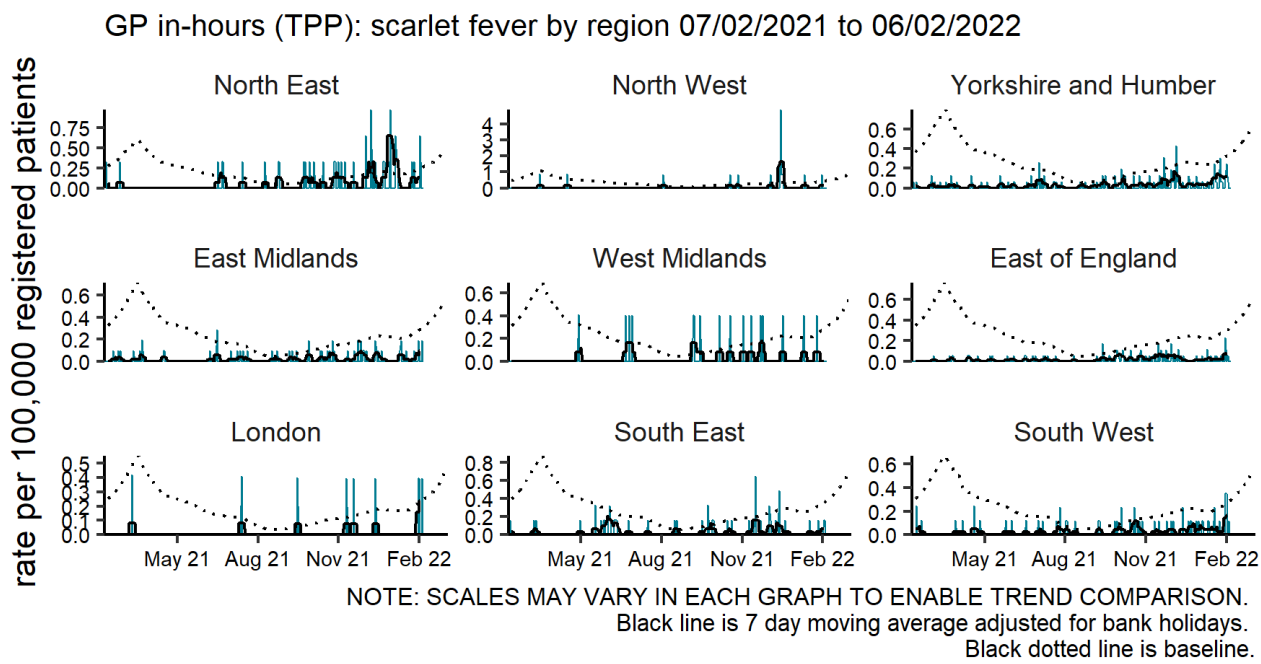 GP in-hours (TPP): scarlet fever by region 07/02/2021 to 06/02/2022
rate per 100,000 registered patients
North East
0.75
0.50
0.25
0.00
North West
4
3
2
1
0
Yorkshire and Humber
0.6
0.4
0.2
0.0
East Midlands
0.6
0.4
0.2
0.0
West Midlands
0.6
0.4
0.2
0.0
East of England
0.6
0.4
0.2
0.0
London
0.5
0.4
0.3
0.2
0.1
0.0
May 21 Aug 21 Nov 21 Feb 22
South East
0.8
0.6
0.4
0.2
0.0
May 21 Aug 21 Nov 21 Feb 22
South West
0.6
0.4
0.2
0.0
May 21 Aug 21 Nov 21 Feb 22
NOTE: SCALES MAY VARY IN EACH GRAPH TO ENABLE TREND COMPARISON.
Black line is 7 day moving average adjusted for bank holidays.
Black dotted line is baseline.